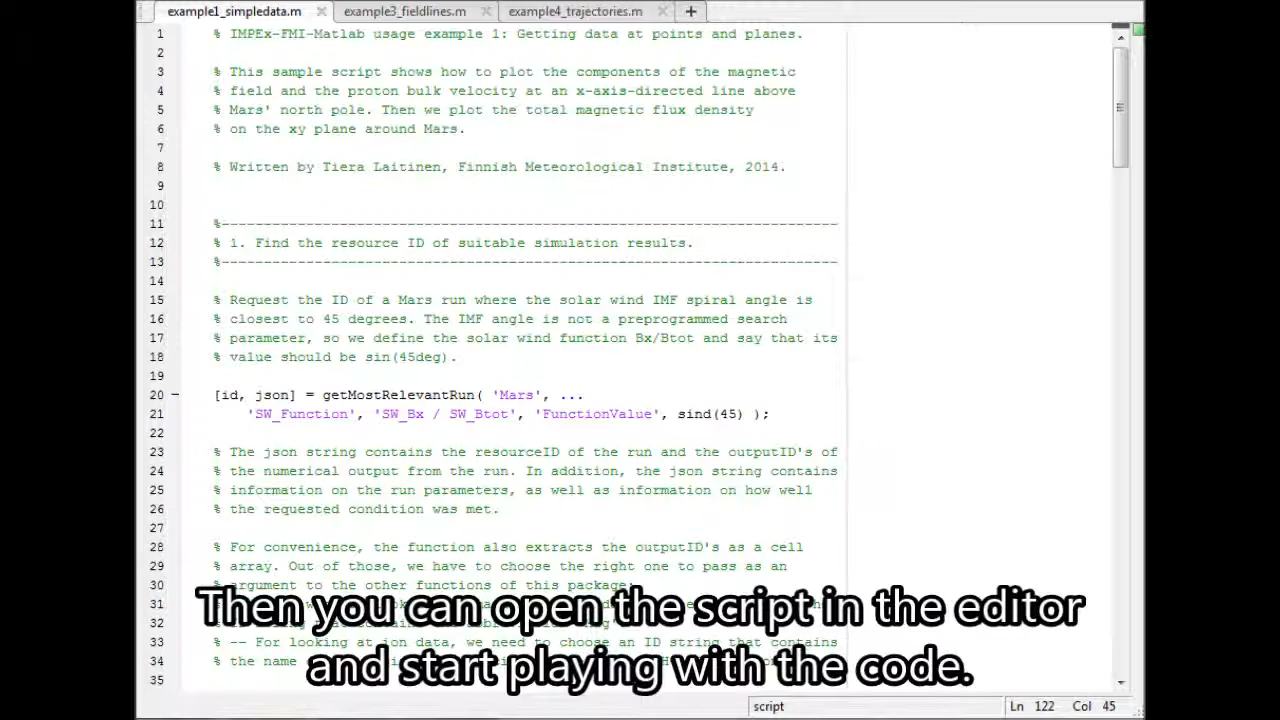 example1_simpledata.m
example3_fieldlines.m
example4_trajectories.m
1 % IMPEx-FMI-Matlab usage example 1: Getting data at points and planes.
2
3 % This sample script shows how to plot the components of the magnetic
4 % field and the proton bulk velocity at an x-axis-directed line above
5 % Mars' north pole. Then we plot the total magnetic flux density
6 % on the xy plane around Mars.
7
8 % Written by Tiera Laitinen, Finnish Meteorological Institute, 2014.
9
10
11 %-------------------------------------------------------------------------
12 % 1. Find the resource ID of suitable simulation results.
13 %-------------------------------------------------------------------------
14
15 % Request the ID of a Mars run where the solar wind IMF spiral angle is
16 % closest to 45 degrees. The IMF angle is not a preprogrammed search
17 % parameter, so we define the solar wind function Bx/Btot and say that its
18 % value should be sin(45deg).
19
20 [id, json] = getMostRelevantRun( 'Mars', ...
21 'SW_Function', 'SW_Bx / SW_Btot', 'FunctionValue', sind(45) );
22
23 % The json string contains the resourceID of the run and the outputID's of
24 % the numerical output from the run. In addition, the json string contains
25 % information on the run parameters, as well as information on how well
26 % the requested condition was met.
27
28 % For convenience, the function also extracts the outputID's as a cell
29 % array. Out of those, we have to choose the right one to pass as an
30 % argument to the other functions of this package:
31
32
33 % -- For looking at ion data, we need to choose an ID string that contains
34 % the name
35
Then you can open the script in the editor
and start playing with the code.
script
Ln 122 Col 45